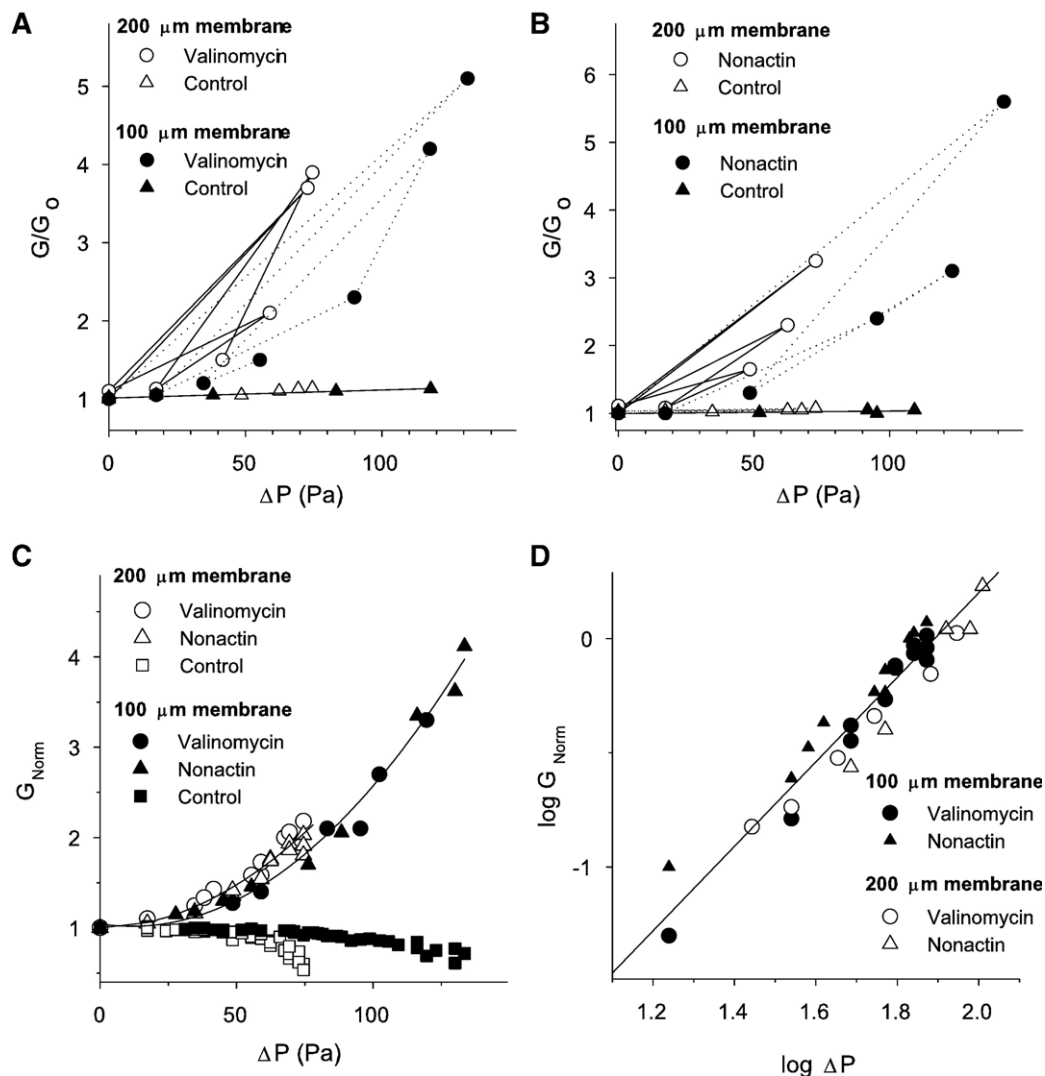 A
200 μm membrane
Valinomycin
Control
100 μm membrane
Valinomycin
Control
G/G o
5
4
3
2
1
0 50 100
ΔP (Pa)
B
200 μm membrane
Nonactin
Control
100 μm membrane
Nonactin
Control
G/G o
6
5
4
3
2
1
0 50 100
ΔP (Pa)
C
200 μm membrane
Valinomycin
Nonactin
Control
100 μm membrane
Valinomycin
Nonactin
Control
G Norm
4
3
2
1
0 50 100
ΔP (Pa)
D
log G Norm
0
-1
100 μm membrane
Valinomycin
Nonactin
200 μm membrane
Valinomycin
Nonactin
1.2 1.4 1.6 1.8 2.0
log ΔP